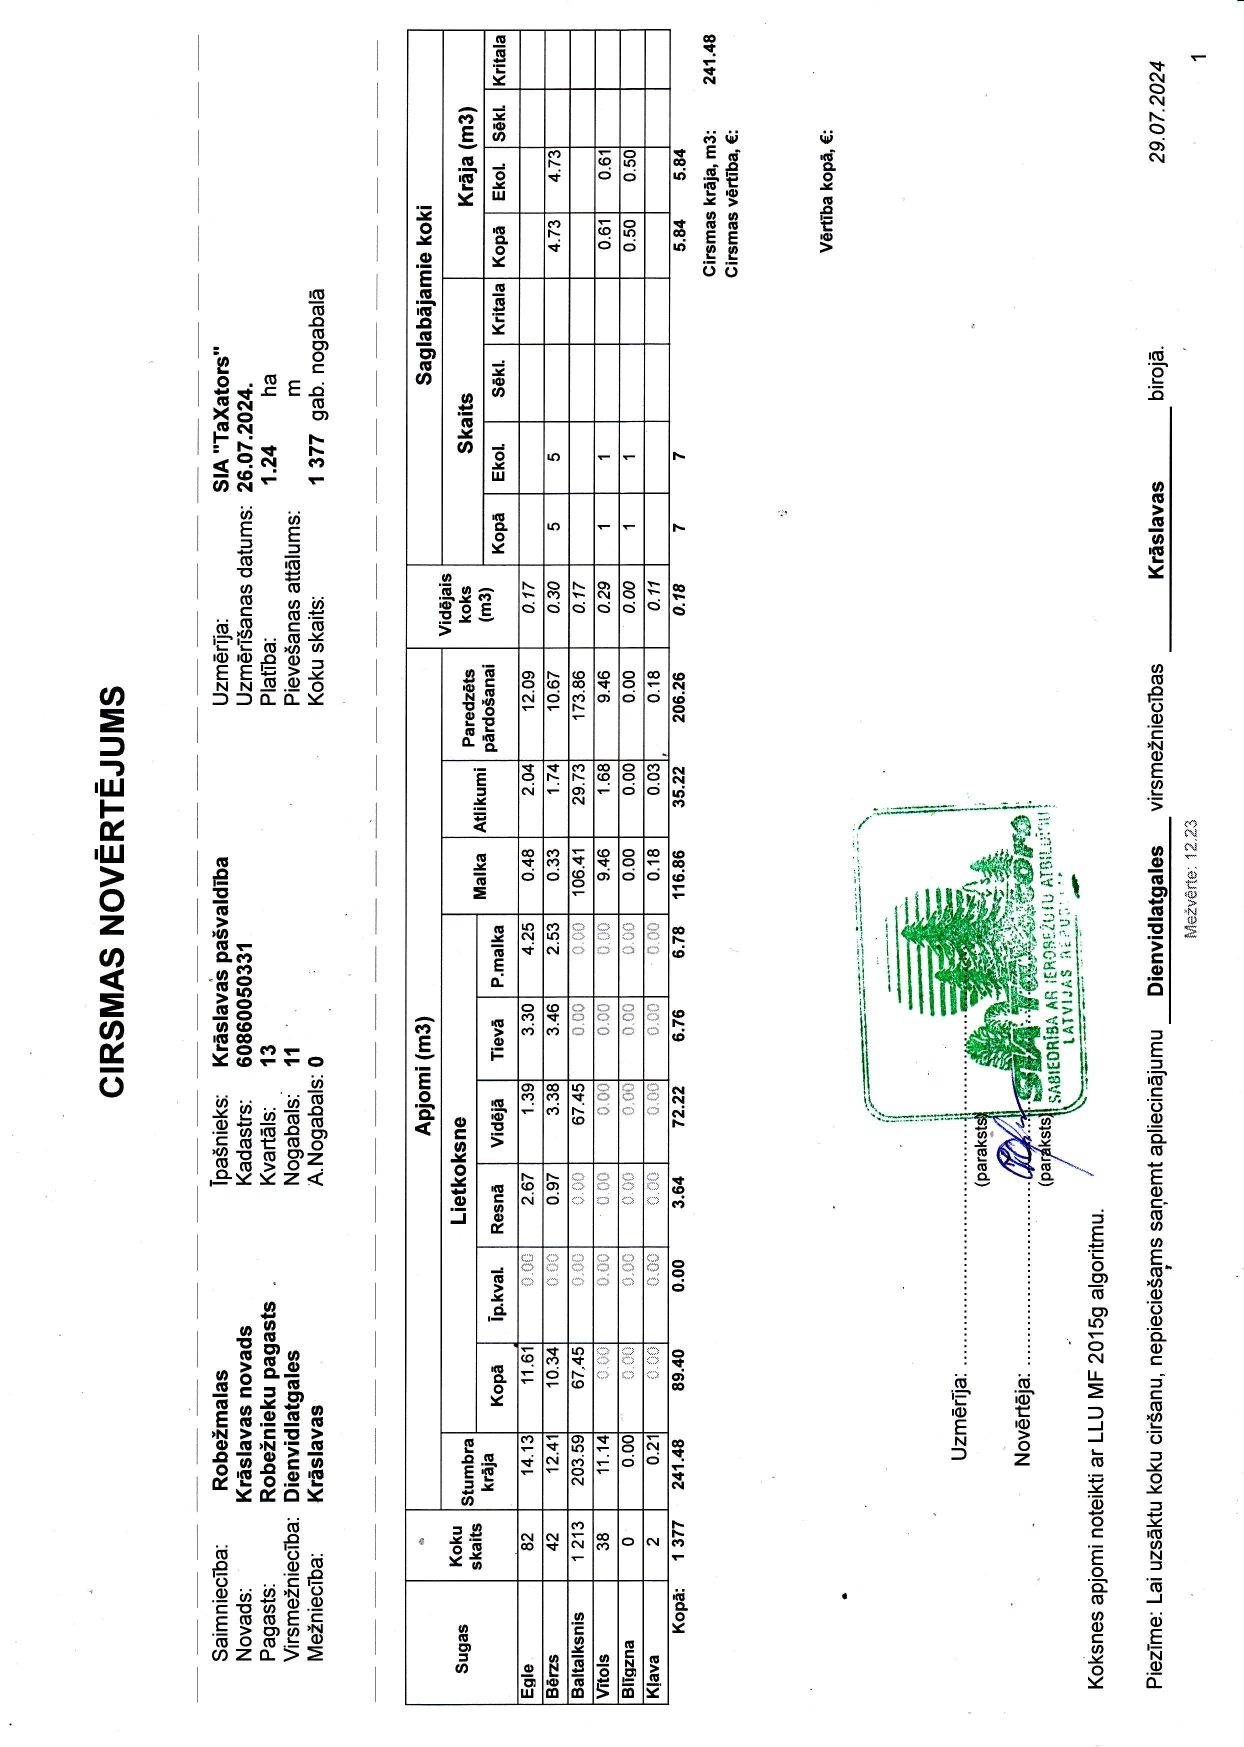 CIRSMAS NOVĒRTĒJUMS
Saimniecība: Robežmalas Īpašnieks: Krāslavas pašvaldība Uzmērīja: SIA "TaXators"
Novads: Krāslavas novads Kadastrs: 60860050331 Uzmērīšanas datums: 26.07.2024.
Pagasts: Robežnieku pagasts Kvartāls: 13 Platība: 1.24 ha
Virsmežniecība: Dienvidlatgales Nogabals: 11 Pievešanas attālums: m
Mežniecība: Krāslavas A.Nogabals: 0 Koku skaits: 1 377 gab. nogabalā
Sugas Koku skaits Apjomi (m3) Vidējais koks (m3) Saglabājamie koki
Stumbra krāja Lietkoksne Malka Atlikumi Paredzēts pārdošanai Skaits Krāja (m3)
Kopā Īp.kval. Resnā Vidējā Tievā P.malka Kopā Ekol. Sēkl. Kritala Kopā Ekol. Sēkl. Kritala
Egle 82 14.13 11.61 0.00 2.67 1.39 3.30 4.25 0.48 2.04 12.09 0.17
Bērzs 42 12.41 10.34 0.00 0.97 3.38 3.46 2.53 0.33 1.74 10.67 0.30 5 5 4.73 4.73
Baltalksnis 1 213 203.59 67.45 0.00 0.00 67.45 0.00 0.00 106.41 29.73 173.86 0.17
Vītols 38 11.14 0.00 0.00 0.00 0.00 0.00 0.00 9.46 1.68 9.46 0.29 1 1 0.61 0.61
Blīgzna 0 0.00 0.00 0.00 0.00 0.00 0.00 0.00 0.00 0.00 0.00 0.00 1 1 0.50 0.50
Kļava 2 0.21 0.00 0.00 0.00 0.00 0.00 0.00 0.18 0.03 0.18 0.11
Kopā: 1 377 241.48 89.40 0.00 3.64 72.22 6.76 6.78 116.86 35.22 206.26 0.18 7 7 5.84 5.84
Cirsmas krāja, m3: 241.48
Cirsmas vērtība, €:
Vērtība kopā, €:
Uzmērīja: ........................
(paraksts)
Novērtēja: ........................
(paraksts)
SIA TaXators
SABIEDRĪBA AR IEROBEŽOTU ATBILDĪBU
LATVIJAS REPUBLIKA
Koksnes apjomi noteikti ar LLU MF 2015g algoritmu.
Piezīme: Lai uzsāktu koku ciršanu, nepieciešams saņemt apliecinājumu Dienvidlatgales virsmežniecības Krāslavas birojā. 29.07.2024
Mežvērte: 12.23
1